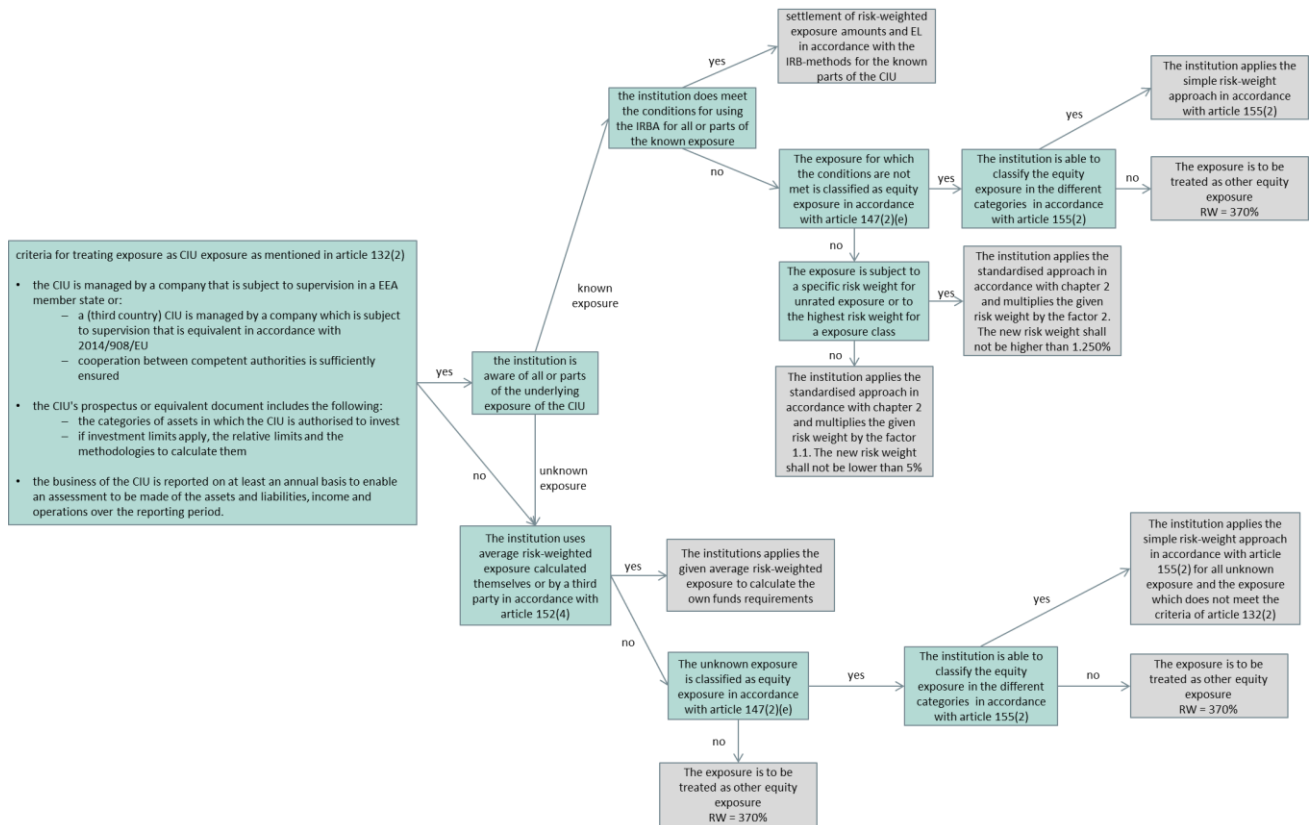 settlement of risk-weighted
exposure amounts and EL
in accordance with the
IRB-methods for the known
parts of the CIU
yes
The institution applies the
simple risk-weight
approach in accordance
with article 155(2)
the institution does meet
the conditions for using
the IRBA for all or parts of
the known exposure
yes
no
The exposure for which
the conditions are not
met is classified as equity
exposure in accordance
with article 147(2)(e)
yes
The institution is able to
classify the equity
exposure in the different
categories in accordance
with article 155(2)
no
The exposure is to be
treated as other equity
exposure
RW = 370%
no
The exposure is subject to
a specific risk weight for
unrated exposure or to
the highest risk weight for
a exposure class
yes
The institution applies the
standardised approach in
accordance with chapter 2
and multiplies the given
risk weight by the factor 2.
The new risk weight shall
not be higher than 1.250%
no
The institution applies the
standardised approach in
accordance with chapter 2
and multiplies the given
risk weight by the factor
1.1. The new risk weight
shall not be lower than 5%
known
exposure
criteria for treating exposure as CIU exposure as mentioned in article 132(2)
• the CIU is managed by a company that is subject to supervision in a EEA
member state or:
– a (third country) CIU is managed by a company which is subject
to supervision that is equivalent in accordance with
2014/908/EU
– cooperation between competent authorities is sufficiently
ensured
• the CIU's prospectus or equivalent document includes the following:
– the categories of assets in which the CIU is authorised to invest
– if investment limits apply, the relative limits and the
methodologies to calculate them
• the business of the CIU is reported on at least an annual basis to enable
an assessment to be made of the assets and liabilities, income and
operations over the reporting period.
yes
the institution is
aware of all or parts
of the underlying
exposure of the CIU
no
unknown
exposure
The institution uses
average risk-weighted
exposure calculated
themselves or by a third
party in accordance with
article 152(4)
yes
The institutions applies the
given average risk-weighted
exposure to calculate the
own funds requirements
no
The unknown exposure
is classified as equity
exposure in accordance
with article 147(2)(e)
yes
The institution is able to
classify the equity
exposure in the different
categories in accordance
with article 155(2)
yes
The institution applies the
simple risk-weight approach
in accordance with article
155(2) for all unknown
exposure and the exposure
which does not meet the
criteria of article 132(2)
no
The exposure is to be
treated as other equity
exposure
RW = 370%
no
The exposure is to be
treated as other equity
exposure
RW = 370%